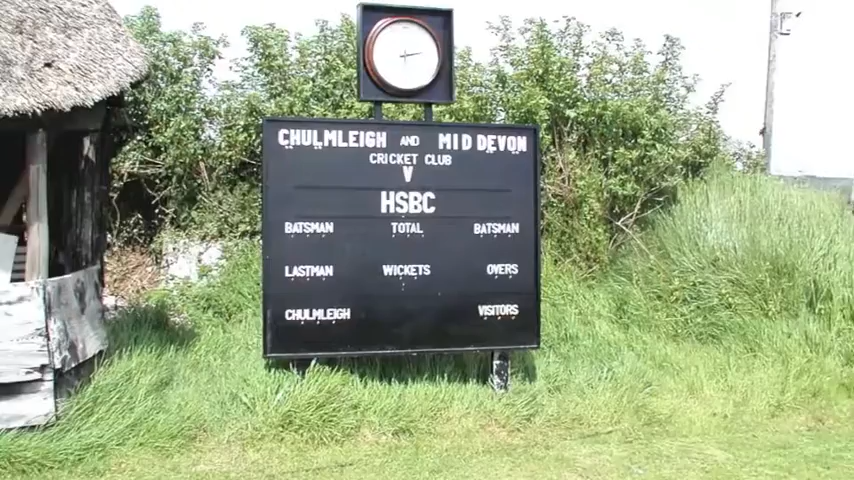 CHULMLEIGH AND MID DEVON
CRICKET CLUB
V
HSBC
BATSMAN TOTAL BATSMAN
LASTMAN WICKETS OVERS
CHULMLEIGH VISITORS